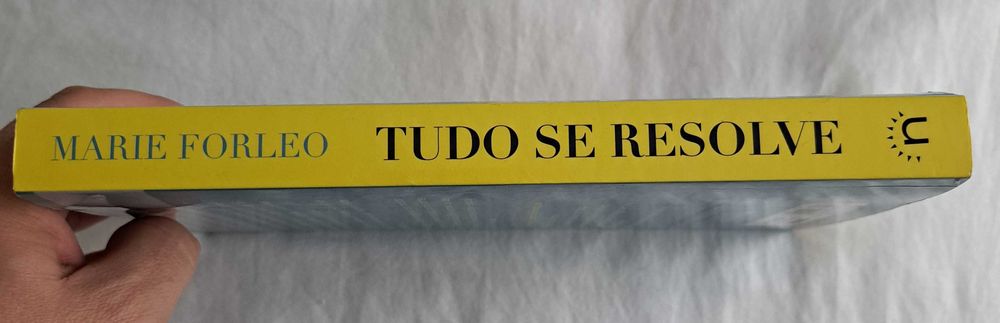 MARIE FORLEO TUDO SE RESOLVE n